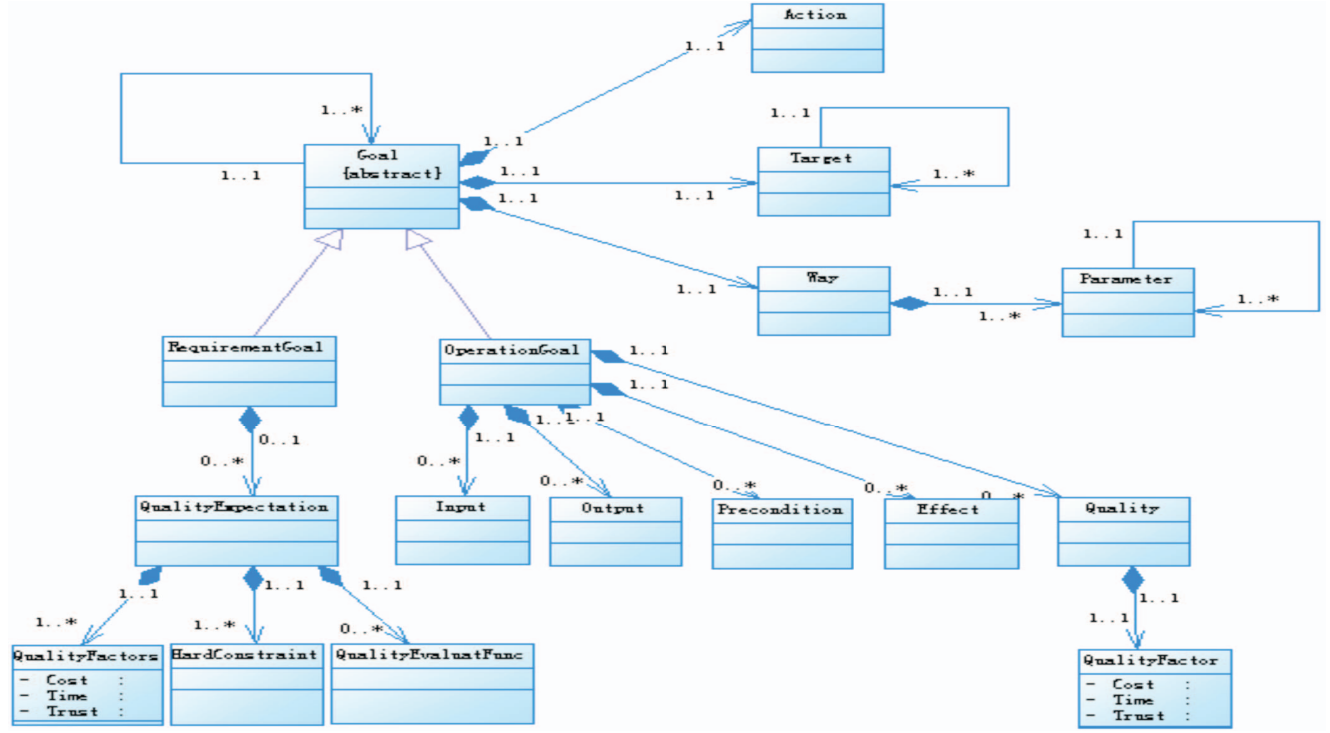 Action
1..1
1..*
1..1
1..1
Goal
{abstract}
1..1
Target
1..1
1..1
1..1
1..*
1..1
1..1
Way
Parameter
1..1
1..1
1..*
1..*
RequirementGoal
OperationGoal
1..1
1..1
0..1
1..1
1..1
1..1
0..*
0..*
0..*
0..*
0..*
0..*
QualityExpectation
Input
Output
Precondition
Effect
Quality
1..1
1..1
1..1
1..1
1..*
1..*
0..*
1..1
QualityFactors
- Cost :
- Time :
- Trust :
HardConstraint
QualityEvaluatFunc
QualityFactor
- Cost :
- Time :
- Trust :